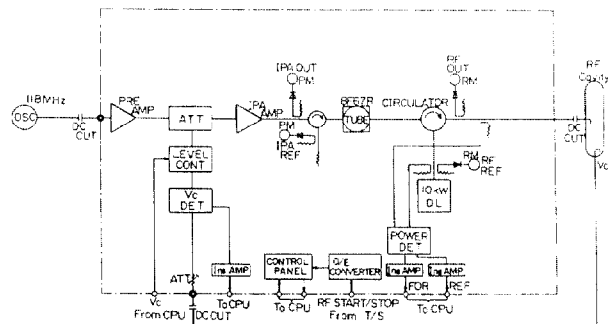 118MHz
OSC
DC
CUT
PRE
AMP
ATT
IPA
AMP
IPA OUT
PM
PM
IPA
REF
TUBE
CIRCULATOR
RF
OUT
RM
RF
Cavity
DC
CUT
Vc
LEVEL
CONT
Vc
DET
10kW
DL
RM
RF
REF
POWER
DET
ATT
Ins AMP
CONTROL
PANEL
O/E
CONVERTER
Ins AMP
Ins AMP
FOR
REF
Vc
From CPU
DC CUT
To CPU
To CPU
RF START/STOP
From T/S
To CPU